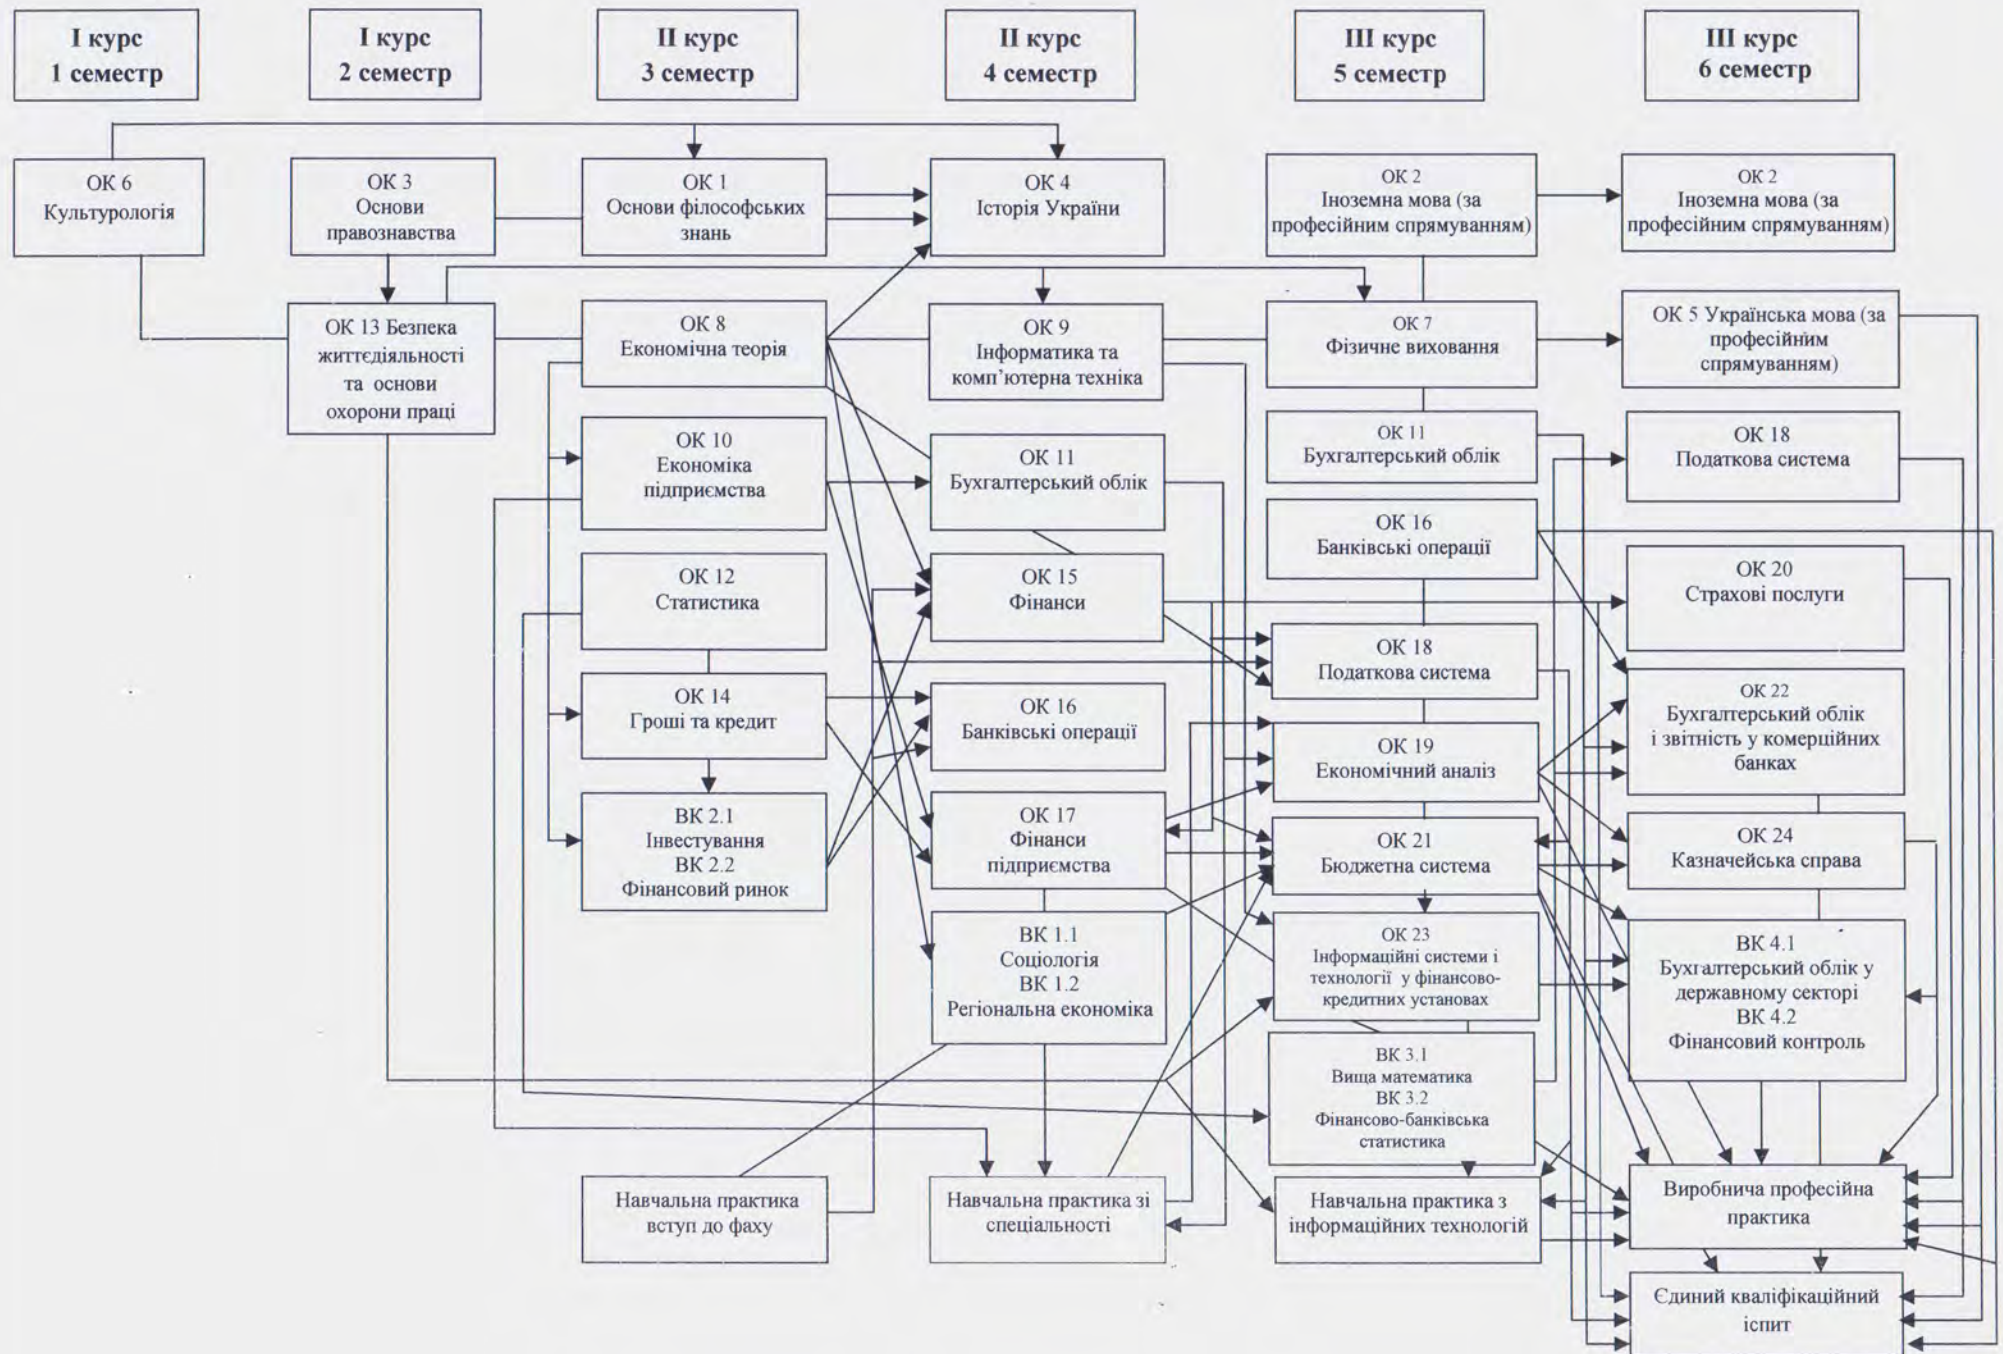 І курс
1 семестр
І курс
2 семестр
ІІ курс
3 семестр
ІІ курс
4 семестр
ІІІ курс
5 семестр
ІІІ курс
6 семестр
ОК 6
Культурологія
ОК 3
Основи
правознавства
ОК 13 Безпека
життєдіяльності
та основи
охорони праці
ОК 1
Основи філософських
знань
ОК 8
Економічна теорія
ОК 10
Економіка
підприємства
ОК 12
Статистика
ОК 14
Гроші та кредит
ВК 2.1
Інвестування
ВК 2.2
Фінансовий ринок
Навчальна практика
вступ до фаху
ОК 4
Історія України
ОК 9
Інформатика та
комп’ютерна техніка
ОК 11
Бухгалтерський облік
ОК 15
Фінанси
ОК 16
Банківські операції
ОК 17
Фінанси
підприємства
ВК 1.1
Соціологія
ВК 1.2
Регіональна економіка
Навчальна практика зі
спеціальності
ОК 2
Іноземна мова (за
професійним спрямуванням)
ОК 7
Фізичне виховання
ОК 11
Бухгалтерський облік
ОК 16
Банківські операції
ОК 18
Податкова система
ОК 19
Економічний аналіз
ОК 21
Бюджетна система
ОК 23
Інформаційні системи і
технології у фінансово-
кредитних установах
ВК 3.1
Вища математика
ВК 3.2
Фінансово-банківська
статистика
Навчальна практика з
інформаційних технологій
ОК 2
Іноземна мова (за
професійним спрямуванням)
ОК 5 Українська мова (за
професійним
спрямуванням)
ОК 18
Податкова система
ОК 20
Страхові послуги
ОК 22
Бухгалтерський облік
і звітність у комерційних
банках
ОК 24
Казначейська справа
ВК 4.1
Бухгалтерський облік у
державному секторі
ВК 4.2
Фінансовий контроль
Виробнича професійна
практика
Єдиний кваліфікаційний
іспит